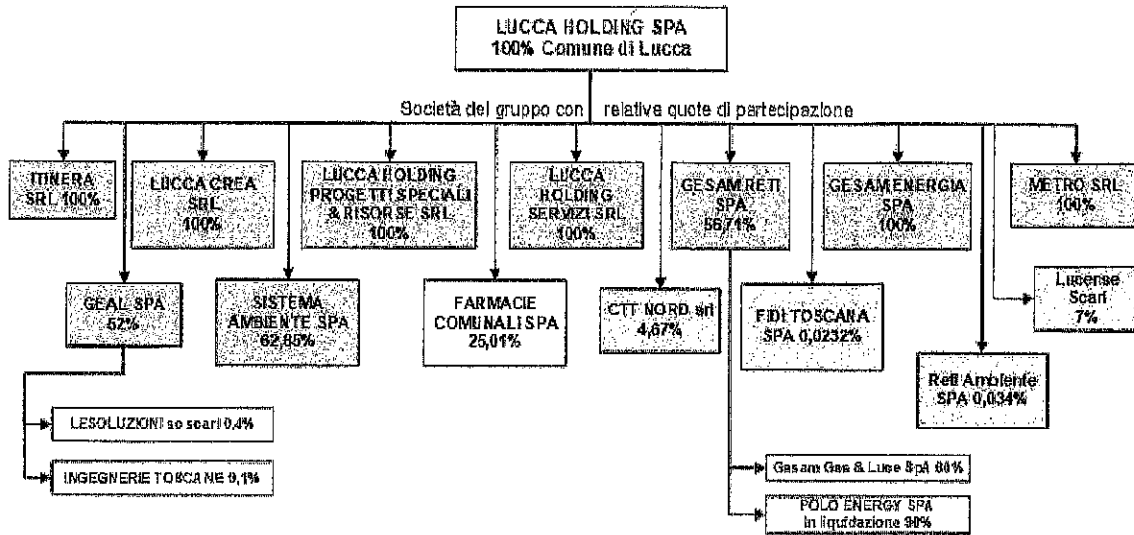 LUCCA HOLDING SPA
100% Comune di Lucca
Società del gruppo con relative quote di partecipazione
ITINERA
SRL 100%
LUCCA CREA
SRL
100%
LUCCA HOLDING
PROGETTI SPECIALI
& RISORSE SRL
100%
LUCCA
HOLDING
SERVIZI SRL
100%
GESAM RETI
SPA
56,71%
GESAM ENERGIA
SPA
100%
METRO SRL
100%
GEAL SPA
52%
SISTEMA
AMBIENTE SPA
62,85%
FARMACIE
COMUNALI SPA
25,01%
CTT NORD srl
4,67%
FIDI TOSCANA
SPA 0,0232%
Reti Ambiente
SPA 0,034%
Lucense
Scarl
7%
LESOLUZIONI sc scarl 0,4%
INGEGNERIE TOSCANE 0,1%
Gesam Gas & Luce SpA
POLO ENERGY SPA
in liquidazione 90%